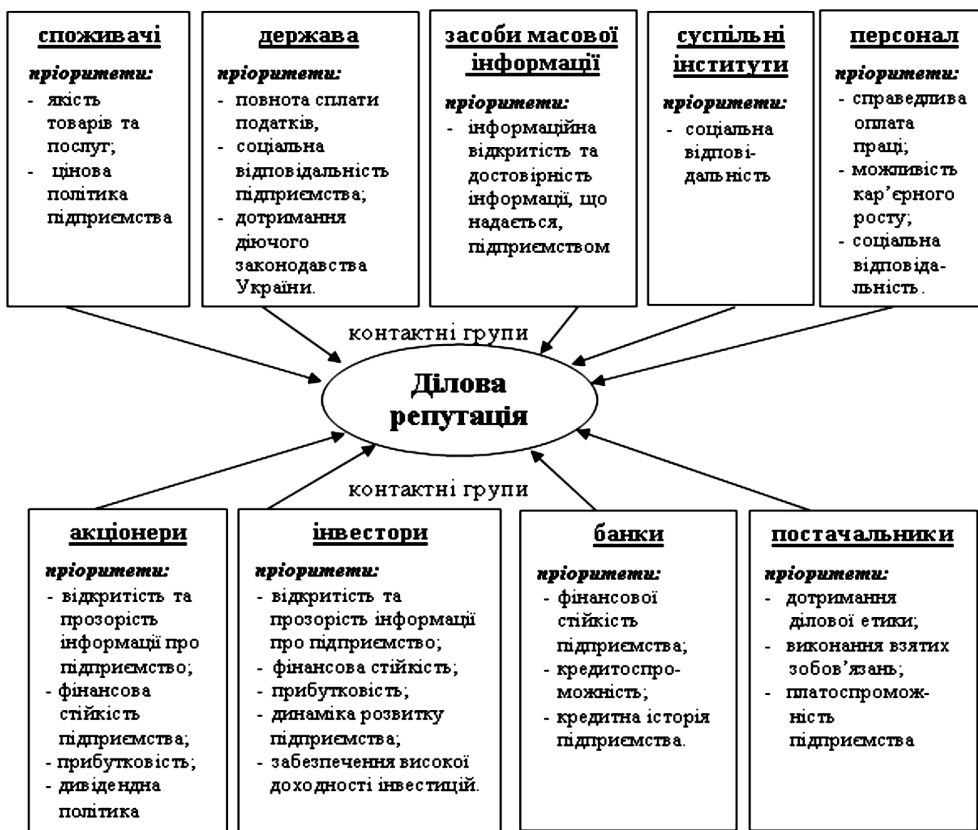 споживачі
пріоритети:
- якість
товарів та
послуг;
- цінова
політика
підприємства
держава
пріоритети:
- повнота сплати
податків,
- соціальна
відповідальність
підприємства;
- дотримання
діючого
законодавства
України.
засоби масової
інформації
пріоритети:
- інформаційна
відкритість та
достовірність
інформації, що
надається,
підприємством
суспільні
інститути
пріоритети:
- соціальна
відпові-
дальність
персонал
пріоритети:
- справедлива
оплата
праці;
- можливість
кар’єрного
росту;
- соціальна
відповіда-
льність.
контактні групи
Ділова
репутація
контактні групи
акціонери
пріоритети:
- відкритість та
прозорість
інформації про
підприємство;
- фінансова
стійкість
підприємства;
- прибутковість;
- дивідендна
політика
інвестори
пріоритети:
- відкритість та
прозорість інформації
про підприємство;
- фінансова стійкість;
- прибутковість;
- динаміка розвитку
підприємства;
- забезпечення високої
доходності інвестицій.
банки
пріоритети:
- фінансової
стійкість
підприємства;
- кредитоспро-
можність;
- кредитна історія
підприємства.
постачальники
пріоритети:
- дотримання
ділової етики;
- виконання взятих
зобов’язань;
- платоспромож-
ність
підприємства